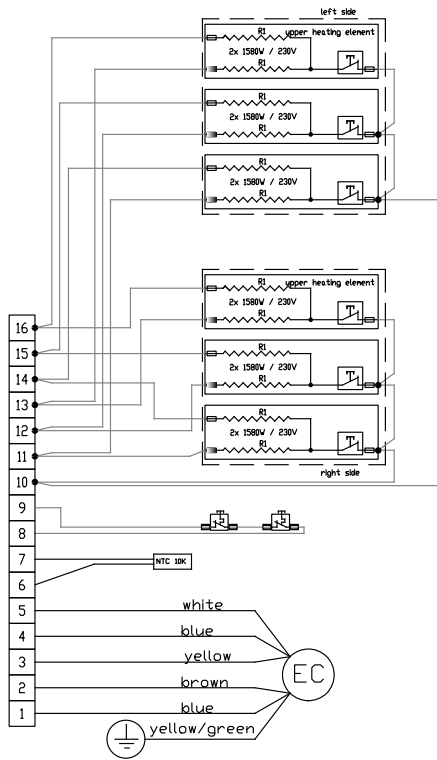 left side
upper heating element
R1
2x 1580W / 230V
R1
R1
2x 1580W / 230V
R1
R1
2x 1580W / 230V
R1
upper heating element
R1
2x 1580W / 230V
R1
R1
2x 1580W / 230V
R1
R1
2x 1580W / 230V
R1
right side
16
15
14
13
12
11
10
9
8
7
NTC 10K
6
5 white
4 blue
3 yellow
EC
2 brown
1 blue
yellow/green